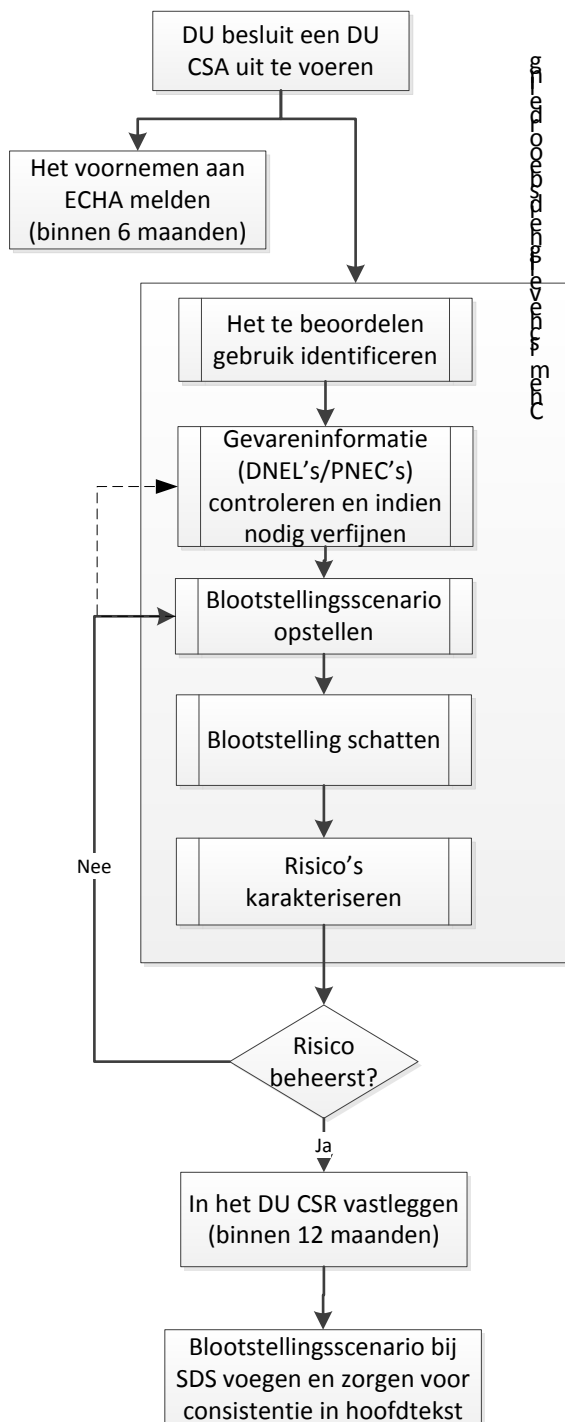 DU besluit een DU
CSA uit te voeren
Het voornemen aan
ECHA melden
(binnen 6 maanden)
Chemischeveiligheidsbeoordeling
Het te beoordelen
gebruik identificeren
Gevareninformatie
(DNEL's/PNEC's)
controleren en indien
nodig verfijnen
Blootstellingsscenario
opstellen
Blootstelling schatten
Nee
Risico's
karakteriseren
Risico
beheerst?
Ja
In het DU CSR vastleggen
(binnen 12 maanden)
Blootstellingsscenario bij
SDS voegen en zorgen voor
consistentie in hoofdtekst